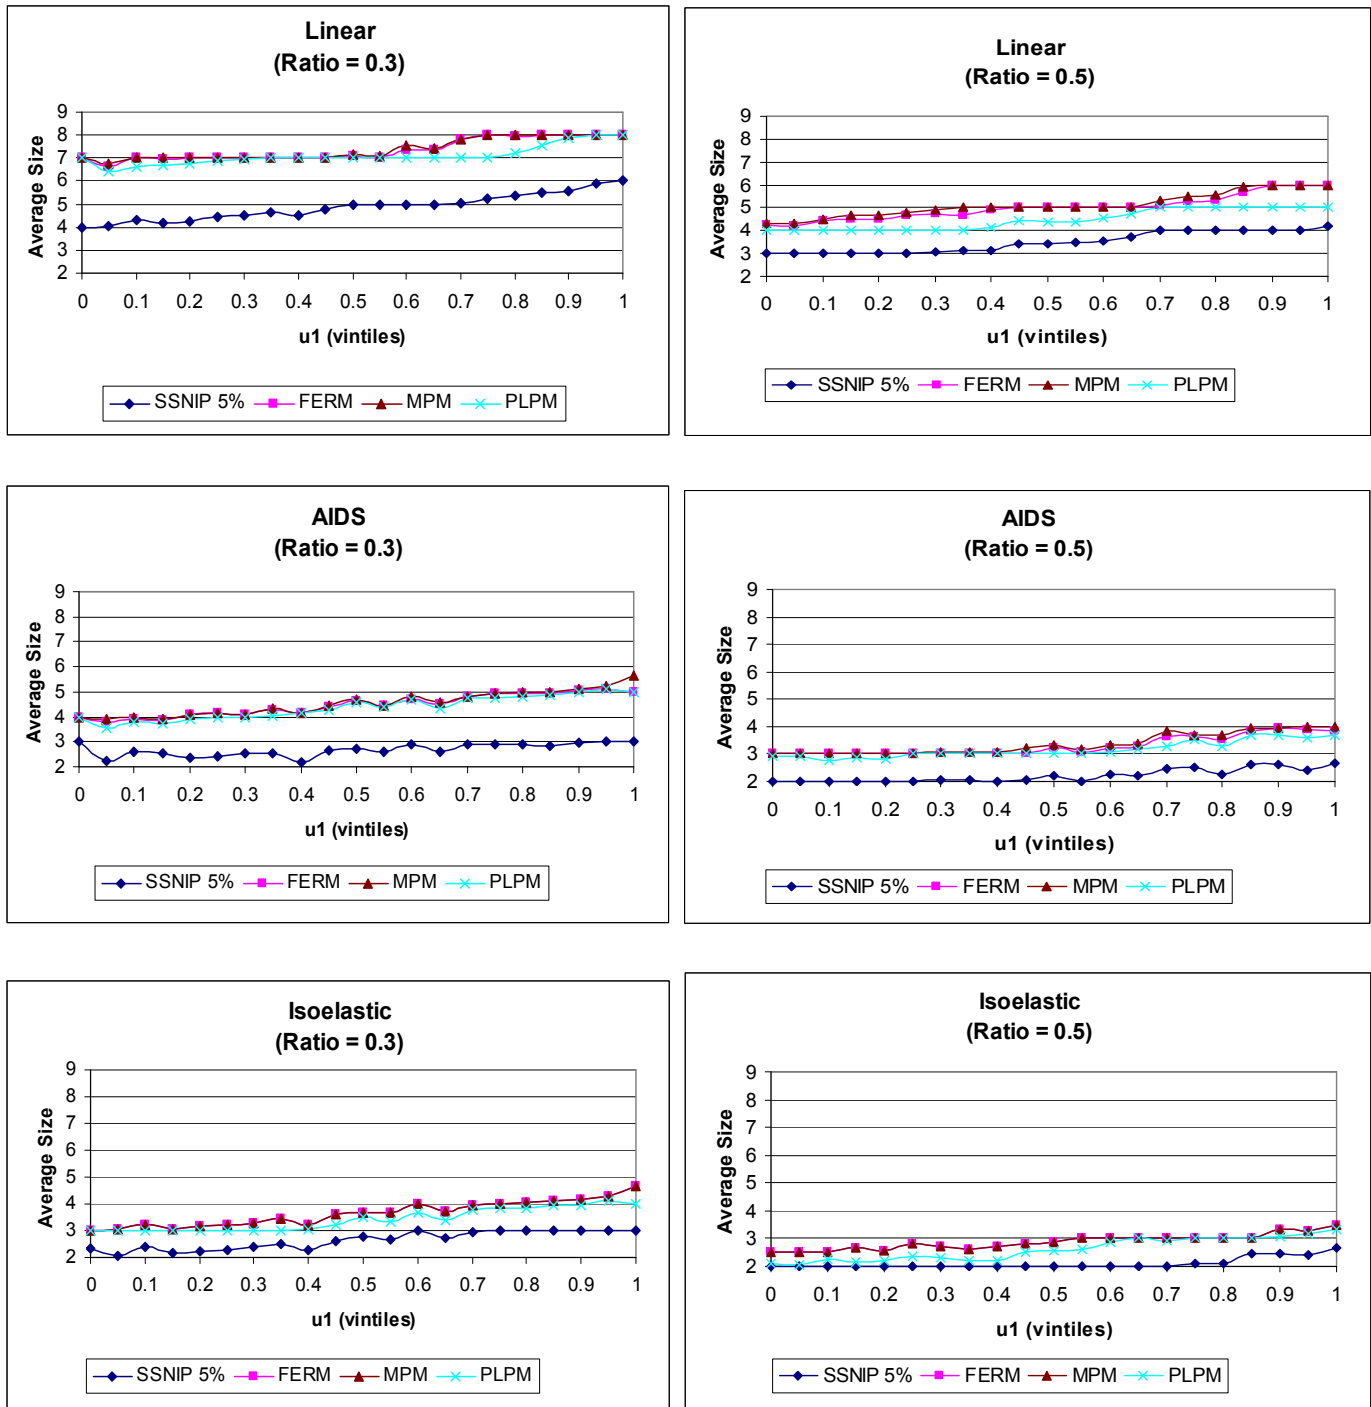 Linear
(Ratio = 0.3)
9
8
7
6
5
4
3
2
Average Size
0 0.1 0.2 0.3 0.4 0.5 0.6 0.7 0.8 0.9 1
u1 (vintiles)
SSNIP 5% FERM MPM PLPM
Linear
(Ratio = 0.5)
9
8
7
6
5
4
3
2
Average Size
0 0.1 0.2 0.3 0.4 0.5 0.6 0.7 0.8 0.9 1
u1 (vintiles)
SSNIP 5% FERM MPM PLPM
AIDS
(Ratio = 0.3)
9
8
7
6
5
4
3
2
Average Size
0 0.1 0.2 0.3 0.4 0.5 0.6 0.7 0.8 0.9 1
u1 (vintiles)
SSNIP 5% FERM MPM PLPM
AIDS
(Ratio = 0.5)
9
8
7
6
5
4
3
2
Average Size
0 0.1 0.2 0.3 0.4 0.5 0.6 0.7 0.8 0.9 1
u1 (vintiles)
SSNIP 5% FERM MPM PLPM
Isoelastic
(Ratio = 0.3)
9
8
7
6
5
4
3
2
Average Size
0 0.1 0.2 0.3 0.4 0.5 0.6 0.7 0.8 0.9 1
u1 (vintiles)
SSNIP 5% FERM MPM PLPM
Isoelastic
(Ratio = 0.5)
9
8
7
6
5
4
3
2
Average Size
0 0.1 0.2 0.3 0.4 0.5 0.6 0.7 0.8 0.9 1
u1 (vintiles)
SSNIP 5% FERM MPM PLPM